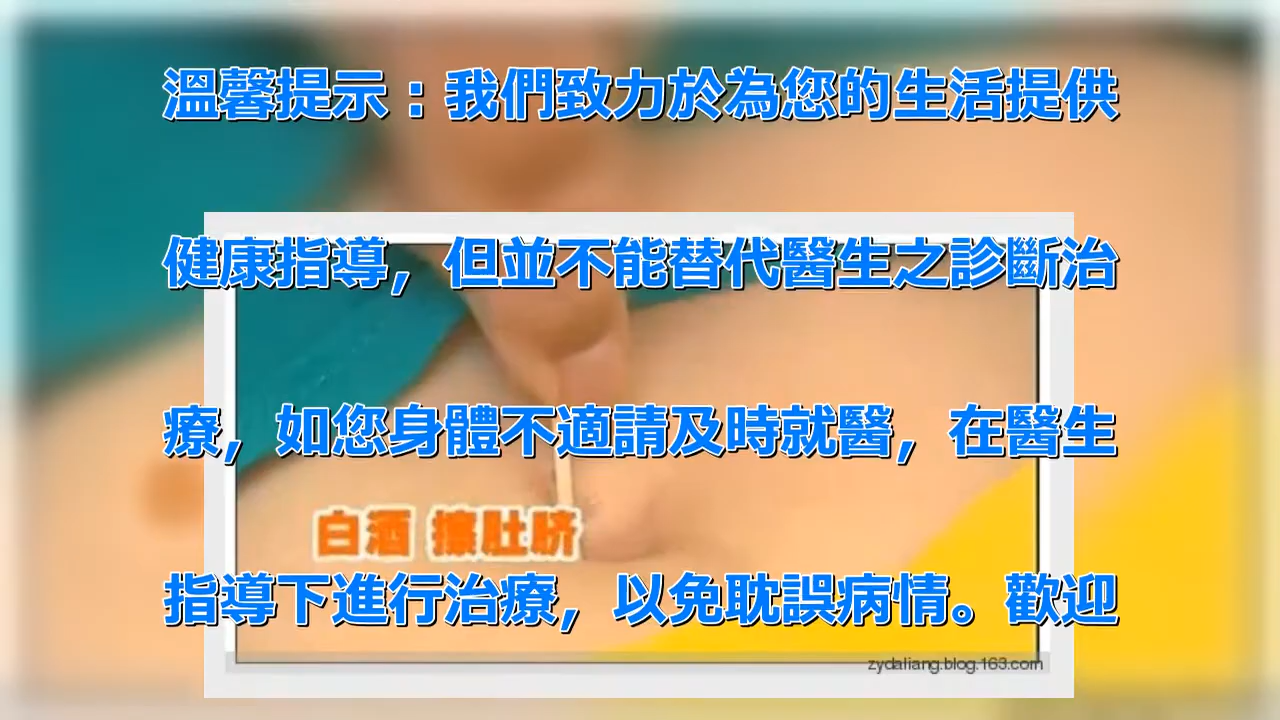 溫馨提示：我們致力於為您的生活提供
健康指導，但並不能替代醫生之診斷治
療，如您身體不適請及時就醫，在醫生
白酒 擦肚脐
指導下進行治療，以免耽誤病情。歡迎
zydaliang.blog.163.com